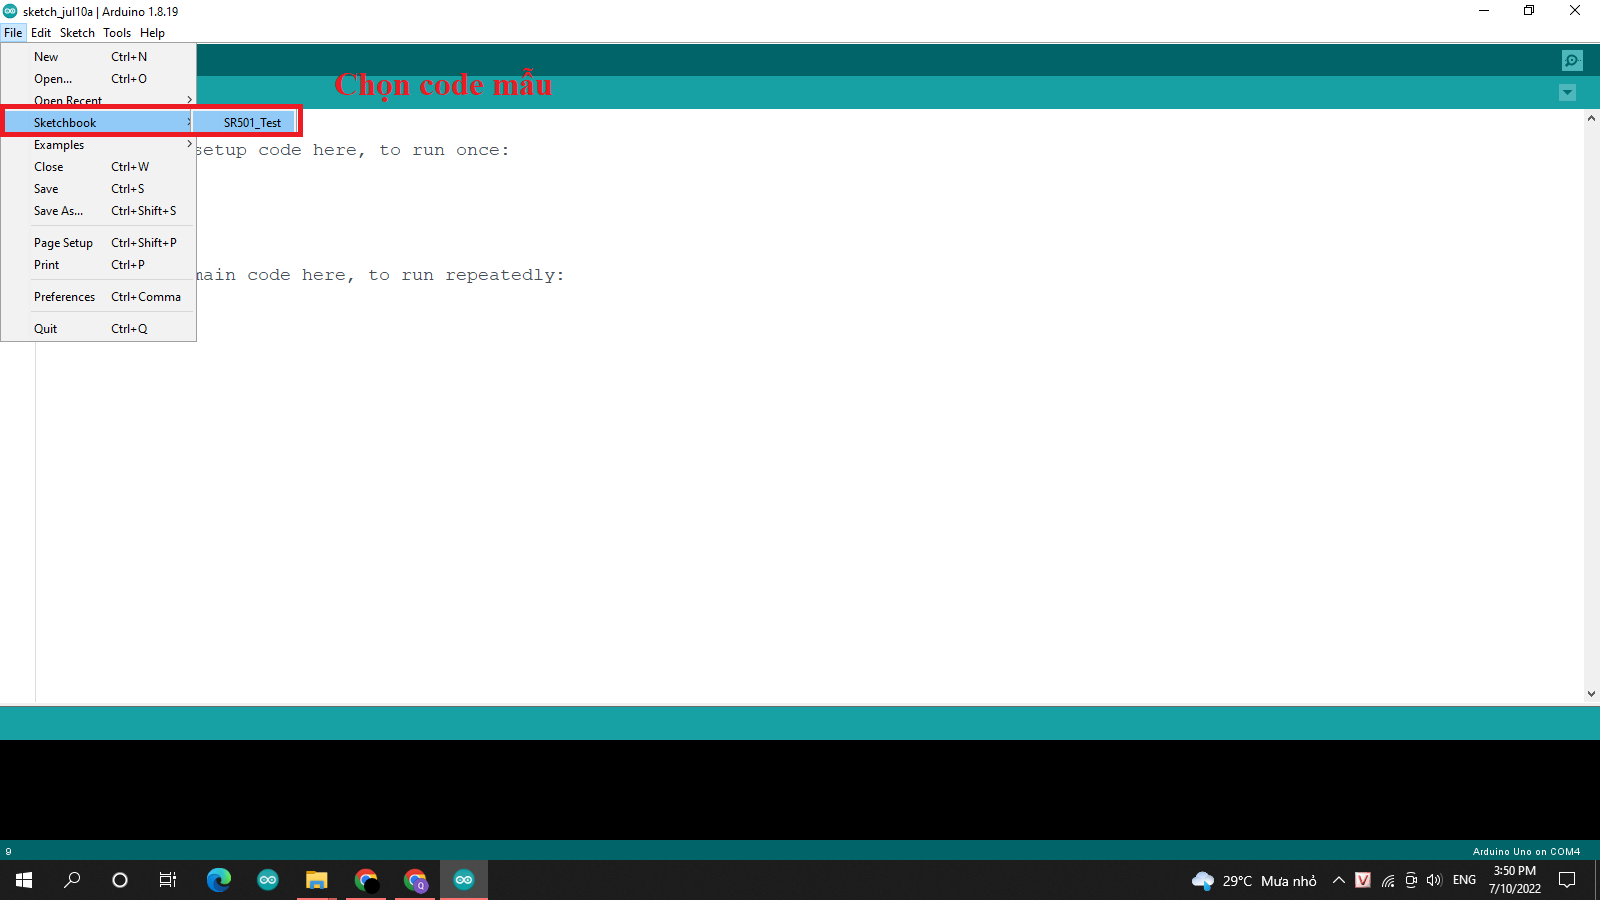 sketch_jul10a | Arduino 1.8.19
File Edit Sketch Tools Help
New Ctrl+N
Open... Ctrl+O
Open Recent
Chọn code mẫu
Sketchbook SR501_Test
Examples
setup code here, to run once:
Close Ctrl+W
Save Ctrl+S
Save As... Ctrl+Shift+S
Page Setup Ctrl+Shift+P
Print Ctrl+P
main code here, to run repeatedly:
Preferences Ctrl+Comma
Quit Ctrl+Q
9
Arduino Uno on COM4
29°C Mưa nhỏ
V
ENG
3:50 PM
7/10/2022
Q